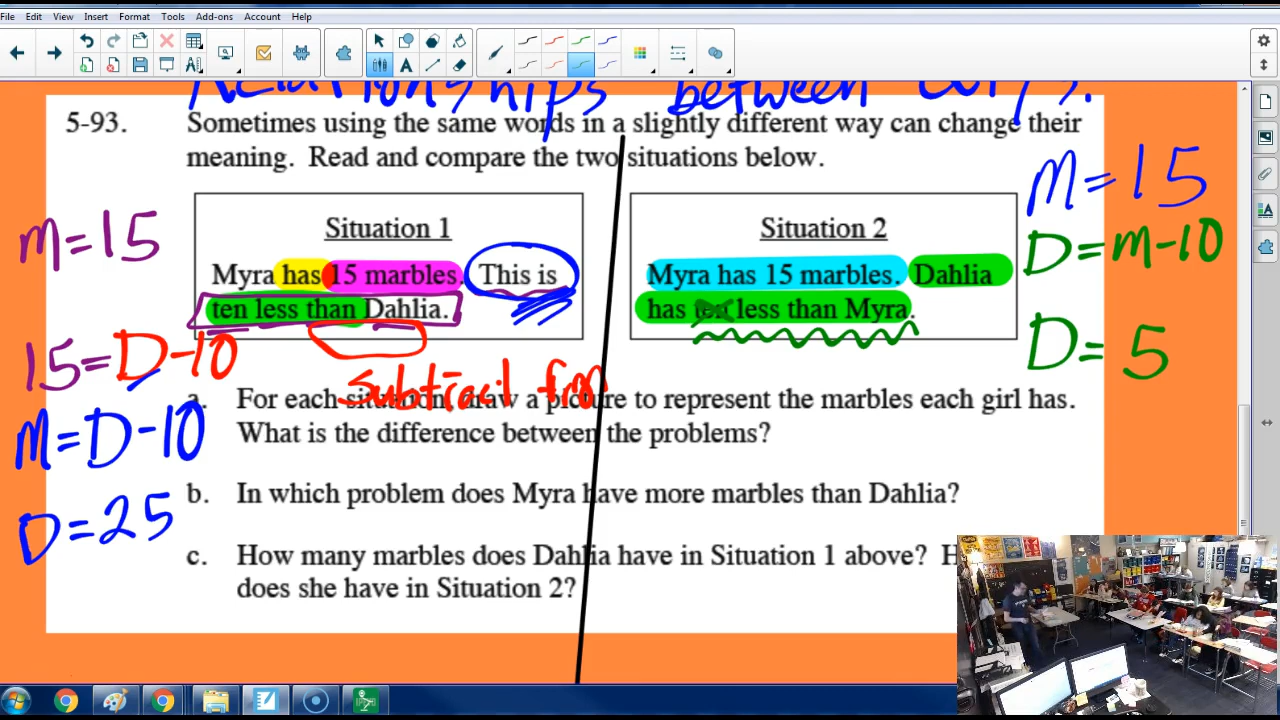 File Edit View Insert Format Tools Add-ons Account Help
Relationships between Longs.
5-93. Sometimes using the same words in a slightly different way can change their
meaning. Read and compare the two situations below.
m=15
Situation 1
Myra has 15 marbles. This is
ten less than Dahlia.
15=D-10
subtract from
m=D-10
D=25
Situation 2
Myra has 15 marbles. Dahlia
has ten less than Myra.
M=15
D=m-10
D=5
a. For each situation, draw a picture to represent the marbles each girl has.
What is the difference between the problems?
b. In which problem does Myra have more marbles than Dahlia?
c. How many marbles does Dahlia have in Situation 1 above?
does she have in Situation 2?